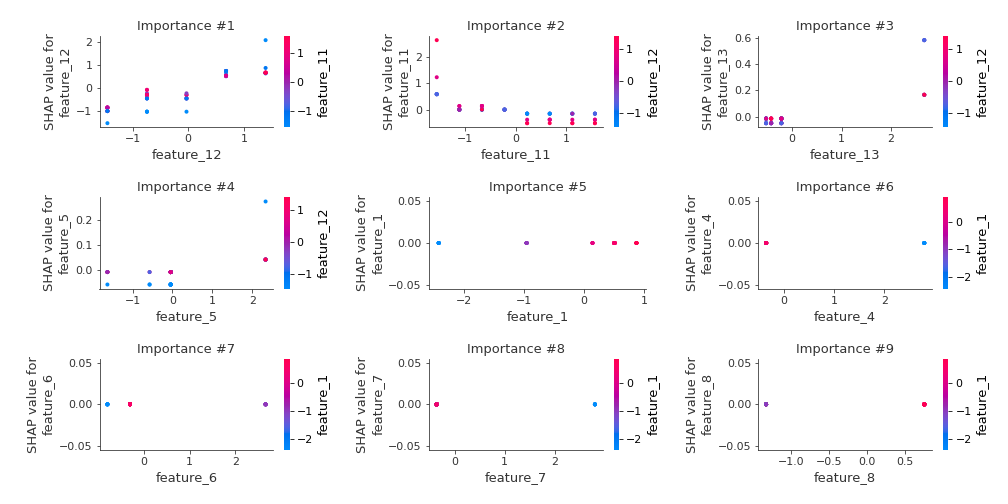 Importance #1
SHAP value for
feature_12
2
1
0
−1
−1
0
1
feature_12
1
0
−1
feature_11
Importance #2
SHAP value for
feature_11
2
1
0
−1
0
1
feature_11
1
0
−1
feature_12
Importance #3
SHAP value for
feature_13
0.6
0.4
0.2
0.0
0
1
2
feature_13
1
0
−1
feature_12
Importance #4
SHAP value for
feature_5
0.2
0.1
0.0
−1
0
1
2
feature_5
1
0
−1
feature_12
Importance #5
SHAP value for
feature_1
0.05
0.00
−0.05
−2
−1
0
1
feature_1
Importance #6
SHAP value for
feature_4
0.05
0.00
−0.05
0
1
2
feature_4
0
−1
−2
feature_1
Importance #7
SHAP value for
feature_6
0.05
0.00
−0.05
0
1
2
feature_6
0
−1
−2
feature_1
Importance #8
SHAP value for
feature_7
0.05
0.00
−0.05
0
1
2
feature_7
0
−1
−2
feature_1
Importance #9
SHAP value for
feature_8
0.05
0.00
−0.05
−1.0
−0.5
0.0
0.5
feature_8
0
−1
−2
feature_1